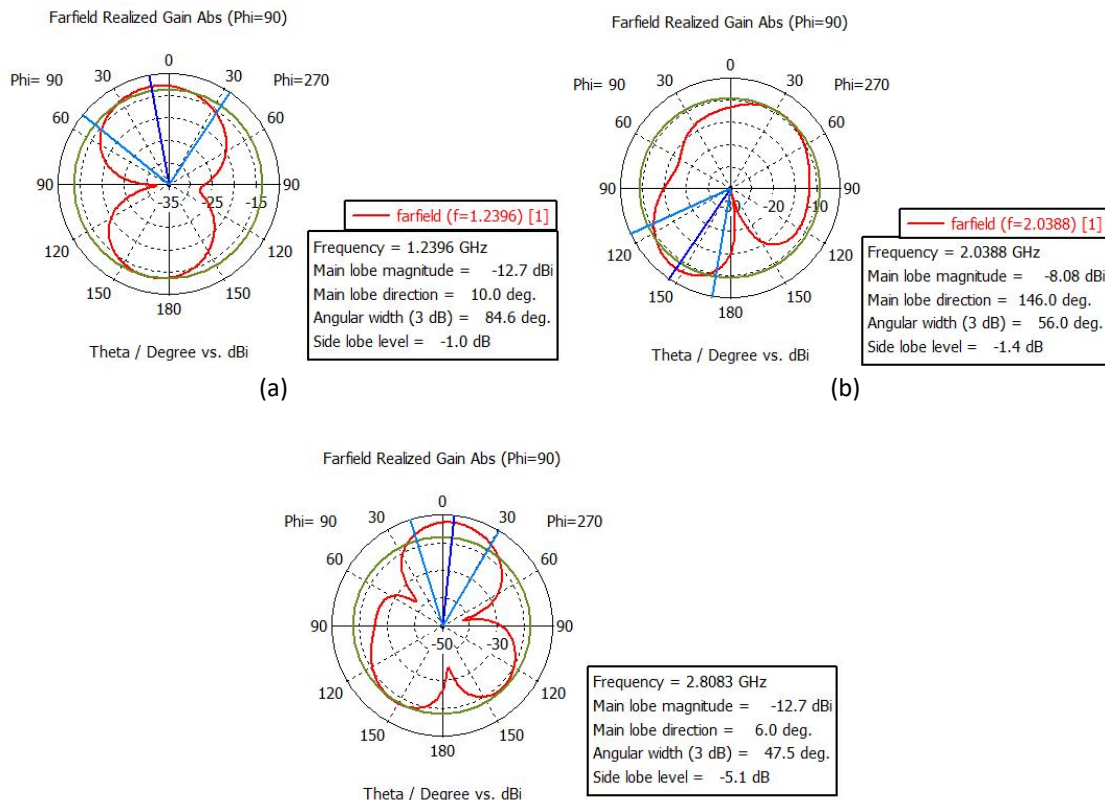 Farfield Realized Gain Abs (Phi=90)
0
Phi= 90 30 30 Phi=270
60 60
90 -35 -25 -15 90
120 120
150 150
180
Theta / Degree vs. dBi
farfield (f=1.2396) [1]
Frequency = 1.2396 GHz
Main lobe magnitude = -12.7 dBi
Main lobe direction = 10.0 deg.
Angular width (3 dB) = 84.6 deg.
Side lobe level = -1.0 dB
(a)
Farfield Realized Gain Abs (Phi=90)
0
Phi= 90 30 30 Phi=270
60 60
90 -20 -10 90
120 120
150 150
180
Theta / Degree vs. dBi
farfield (f=2.0388) [1]
Frequency = 2.0388 GHz
Main lobe magnitude = -8.08 dBi
Main lobe direction = 146.0 deg.
Angular width (3 dB) = 56.0 deg.
Side lobe level = -1.4 dB
(b)
Farfield Realized Gain Abs (Phi=90)
0
Phi= 90 30 30 Phi=270
60 60
90 -50 -30 90
120 120
150 150
180
Theta / Degree vs. dBi
Frequency = 2.8083 GHz
Main lobe magnitude = -12.7 dBi
Main lobe direction = 6.0 deg.
Angular width (3 dB) = 47.5 deg.
Side lobe level = -5.1 dB